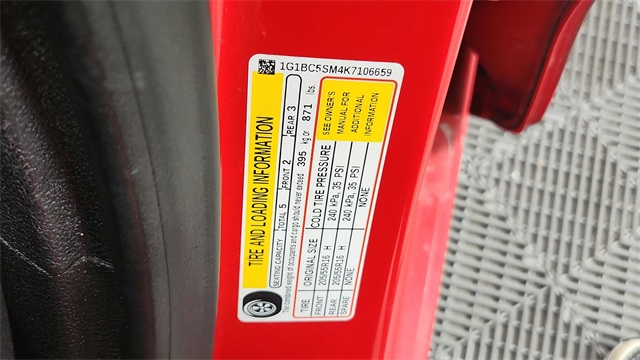 1G1BC5SM4K7106659
TIRE AND LOADING INFORMATION
SEATING CAPACITY TOTAL 5 FRONT 2 REAR 3
The combined weight of occupants and cargo should never exceed 395 kg or 871 lbs.
TIRE ORIGINAL SIZE COLD TIRE PRESSURE
FRONT 205/55R16 H 240 kPa, 35 PSI
REAR 205/55R16 H 240 kPa, 35 PSI
SPARE NONE NONE
SEE OWNER'S
MANUAL FOR
ADDITIONAL
INFORMATION